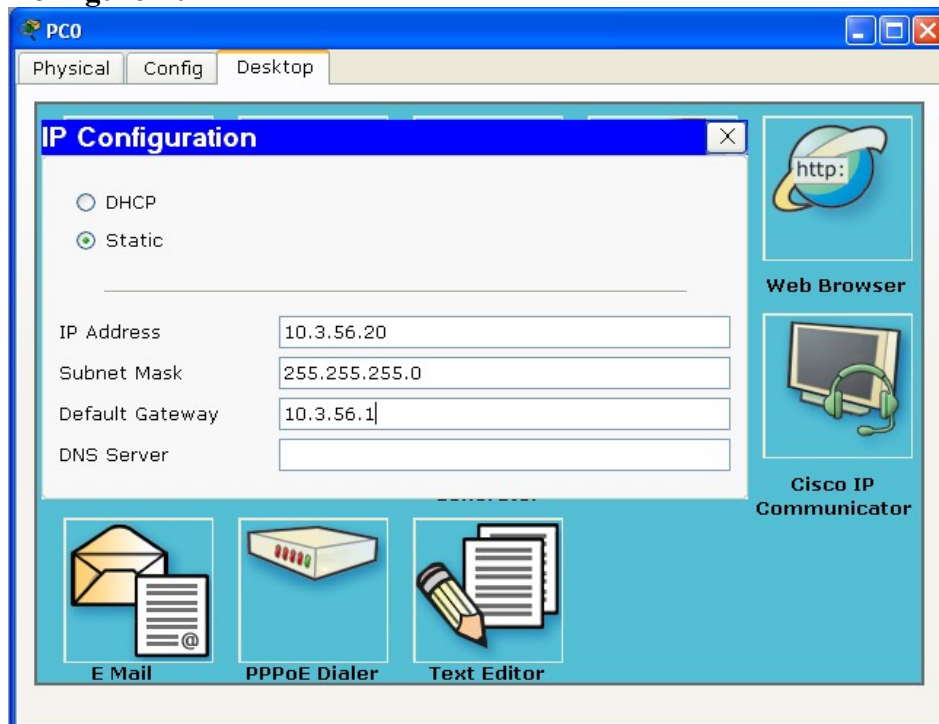 PC0
Physical Config Desktop
IP Configuration
http:
DHCP
Static
Web Browser
IP Address 10.3.56.20
Subnet Mask 255.255.255.0
Default Gateway 10.3.56.1
DNS Server
Cisco IP
Communicator
@
E Mail PPPoE Dialer Text Editor